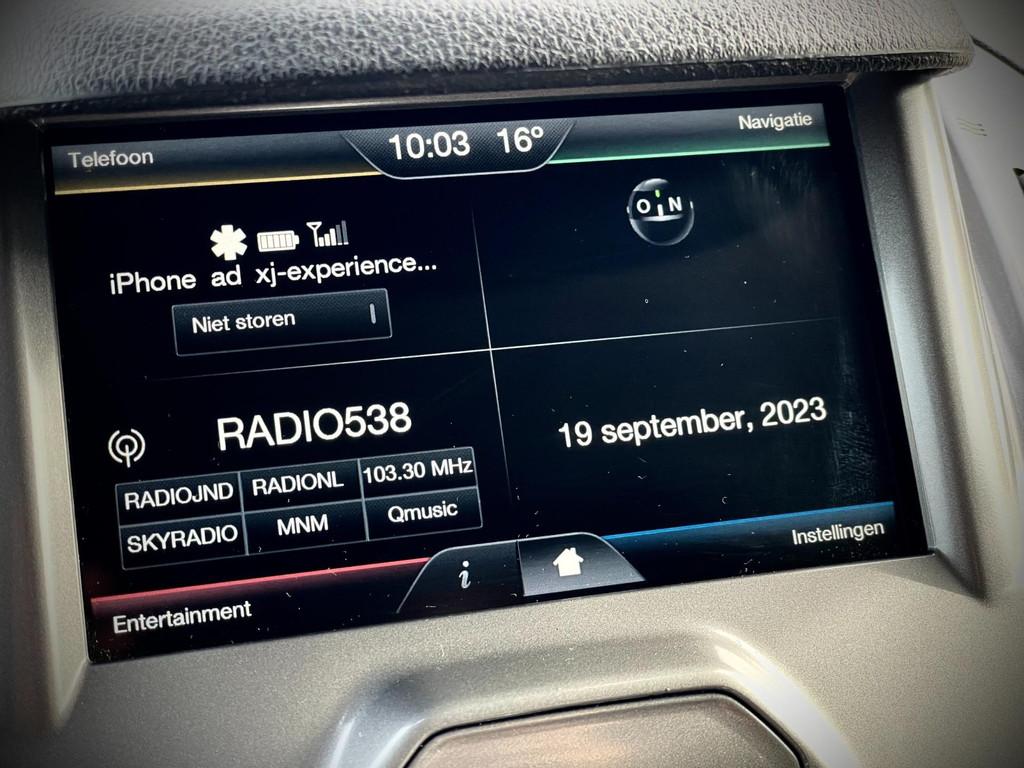 Telefoon
10:03 16°
Navigatie
O N
iPhone ad xj-experience...
Niet storen
RADIO538
RADIOJND RADIONL 103.30 MHz
SKYRADIO MNM Qmusic
19 september, 2023
Entertainment
i
Instellingen